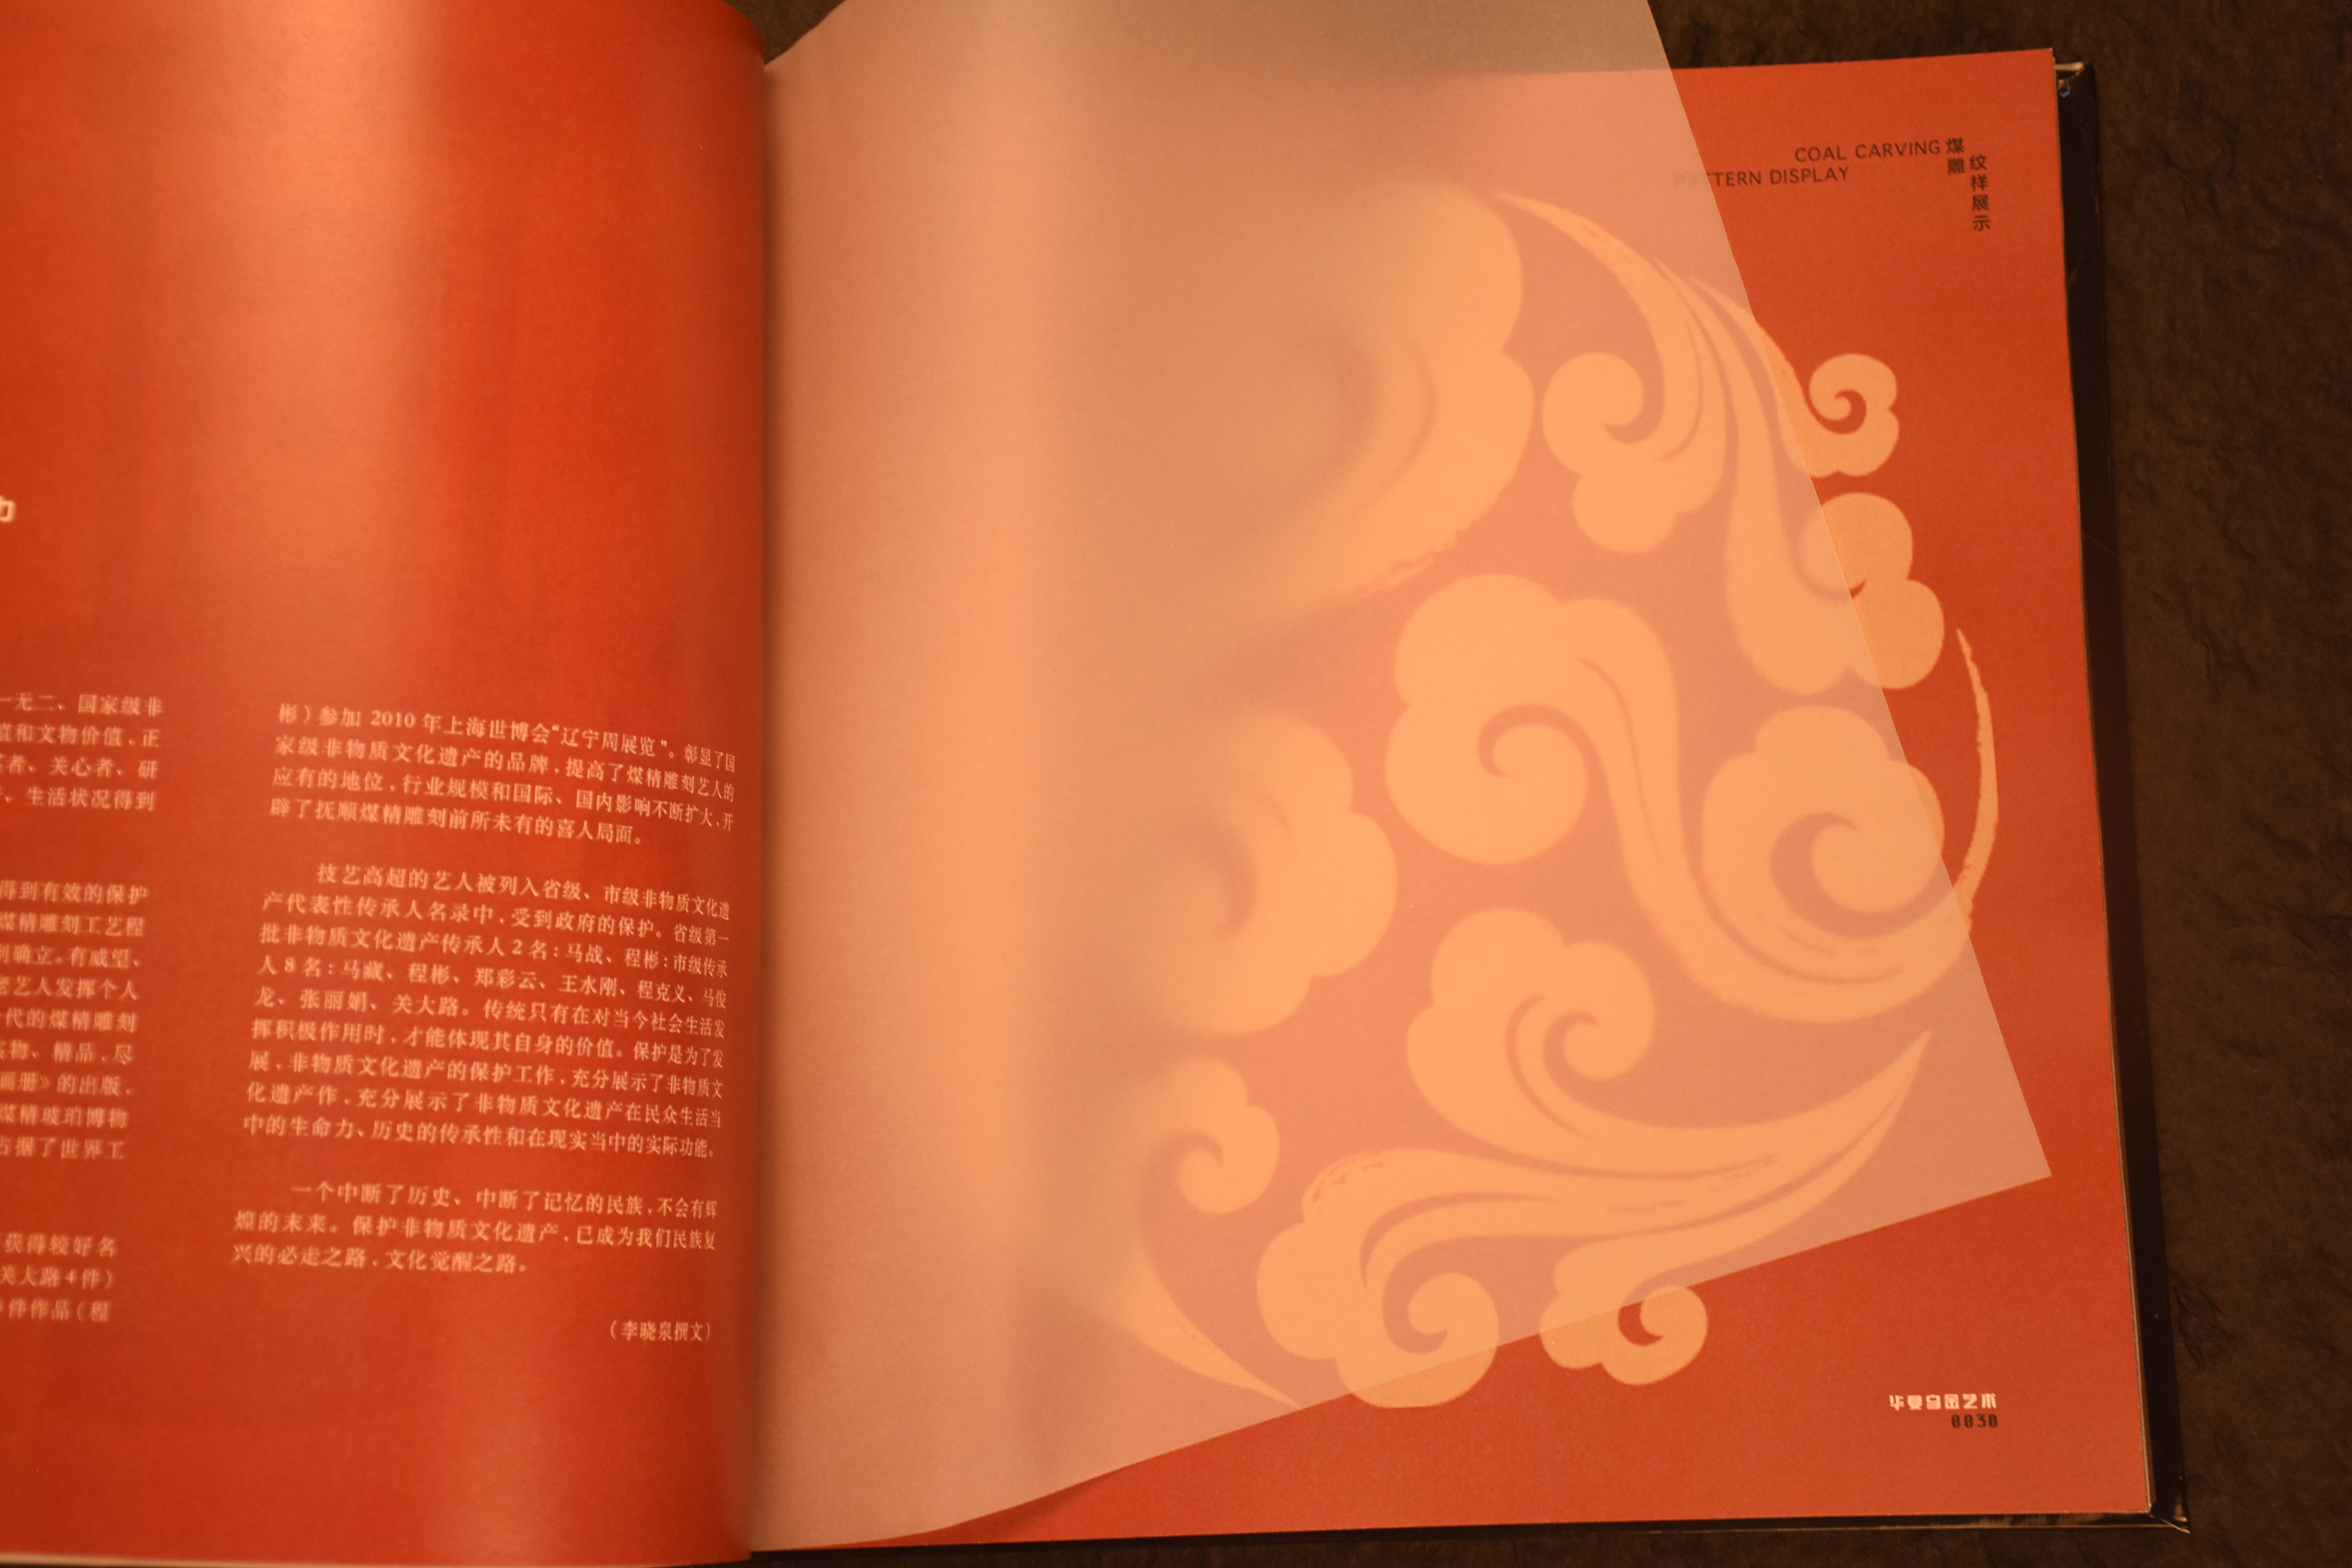 力
一无二、国家级非
值和文物价值，正
者、关心者、研
、生活状况得到
得到有效的保护
煤精雕刻工艺程
到确立。有威望、
老艺人发挥个人
代的煤精雕刻
实物、精品，尽
画册》的出版，
煤精琥珀博物
占据了世界工
获得较好名
关大路4件）
件作品（程
彬）参加 2010 年上海世博会“辽宁周展览”。彰显了国
家级非物质文化遗产的品牌，提高了煤精雕刻艺人的
应有的地位，行业规模和国际、国内影响不断扩大，开
辟了抚顺煤精雕刻前所未有的喜人局面。
技艺高超的艺人被列入省级、市级非物质文化遗
产代表性传承人名录中，受到政府的保护。省级第一
批非物质文化遗产传承人 2 名：马战、程彬；市级传承
人 8 名：马藏、程彬、郑彩云、王水刚、程克义、马俊
龙、张丽娟、关大路。传统只有在对当今社会生活发
挥积极作用时，才能体现其自身的价值。保护是为了发
展，非物质文化遗产的保护工作，充分展示了非物质文
化遗产作，充分展示了非物质文化遗产在民众生活当
中的生命力、历史的传承性和在现实当中的实际功能。
一个中断了历史、中断了记忆的民族，不会有辉
煌的末来。保护非物质文化遗产，已成为我们民族复
兴的必走之路，文化觉醒之路。
（李晓泉撰文）
COAL CARVING
PATTERN DISPLAY
煤雕
纹样展示
华夏乌金艺术
0030